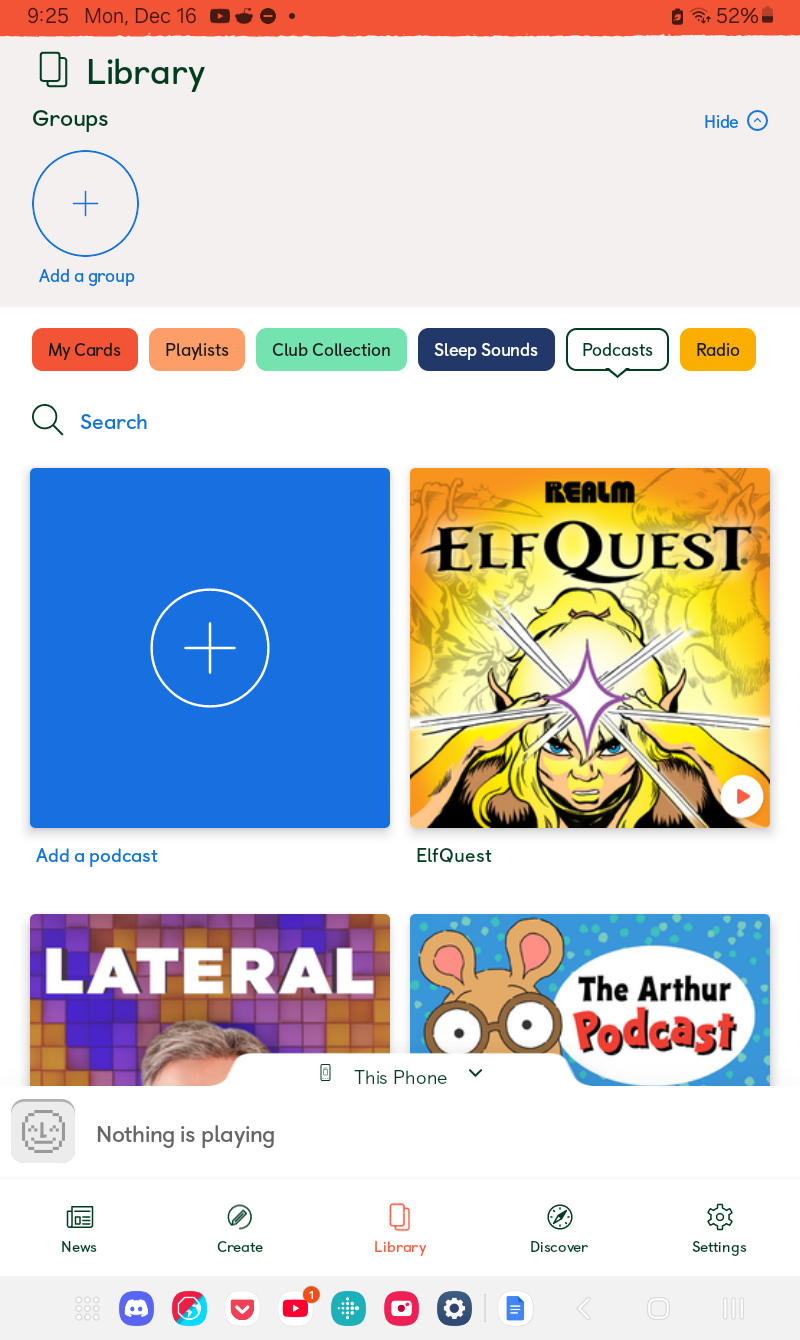 9:25 Mon, Dec 16
52%
Library
Groups
Hide
Add a group
My Cards
Playlists
Club Collection
Sleep Sounds
Podcasts
Radio
Search
REALM
ELFQUEST
Add a podcast
ElfQuest
LATERAL
The Arthur
Podcast
This Phone
Nothing is playing
News
Create
Library
Discover
Settings
1